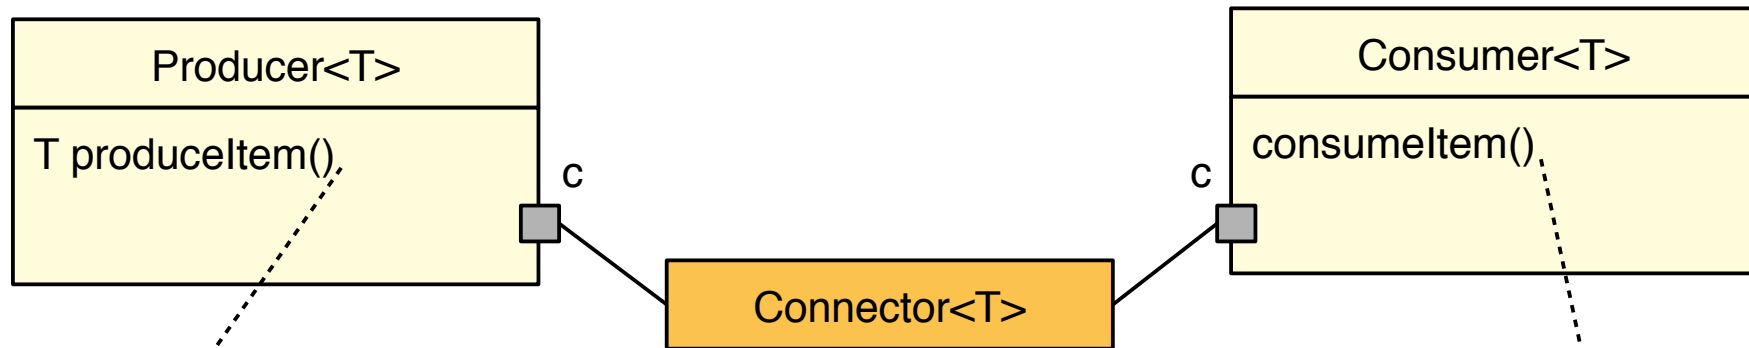 Producer<T>
T produceItem()
c
Consumer<T>
consumeItem()
c
Connector<T>